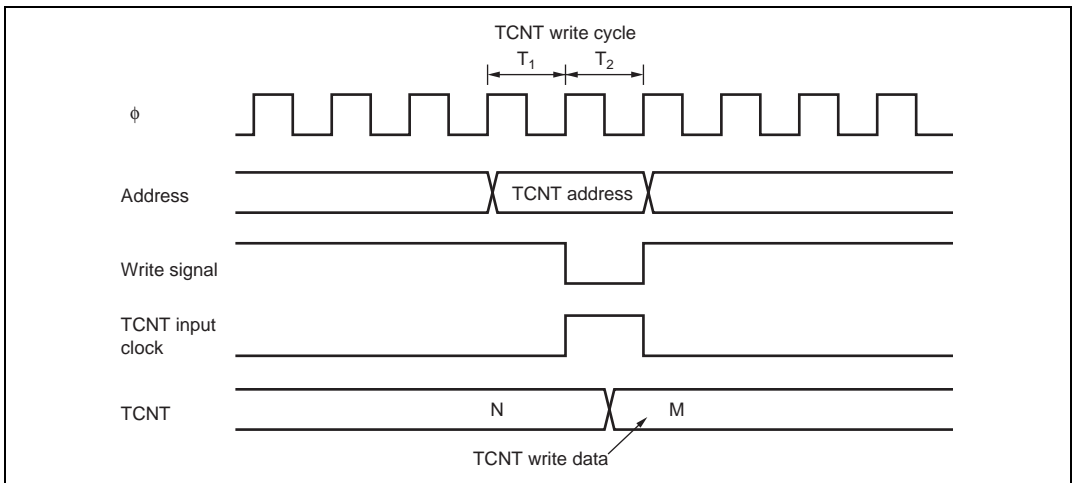 TCNT write cycle
T₁ T₂
ϕ
Address
TCNT address
Write signal
TCNT input
clock
TCNT
N
M
TCNT write data